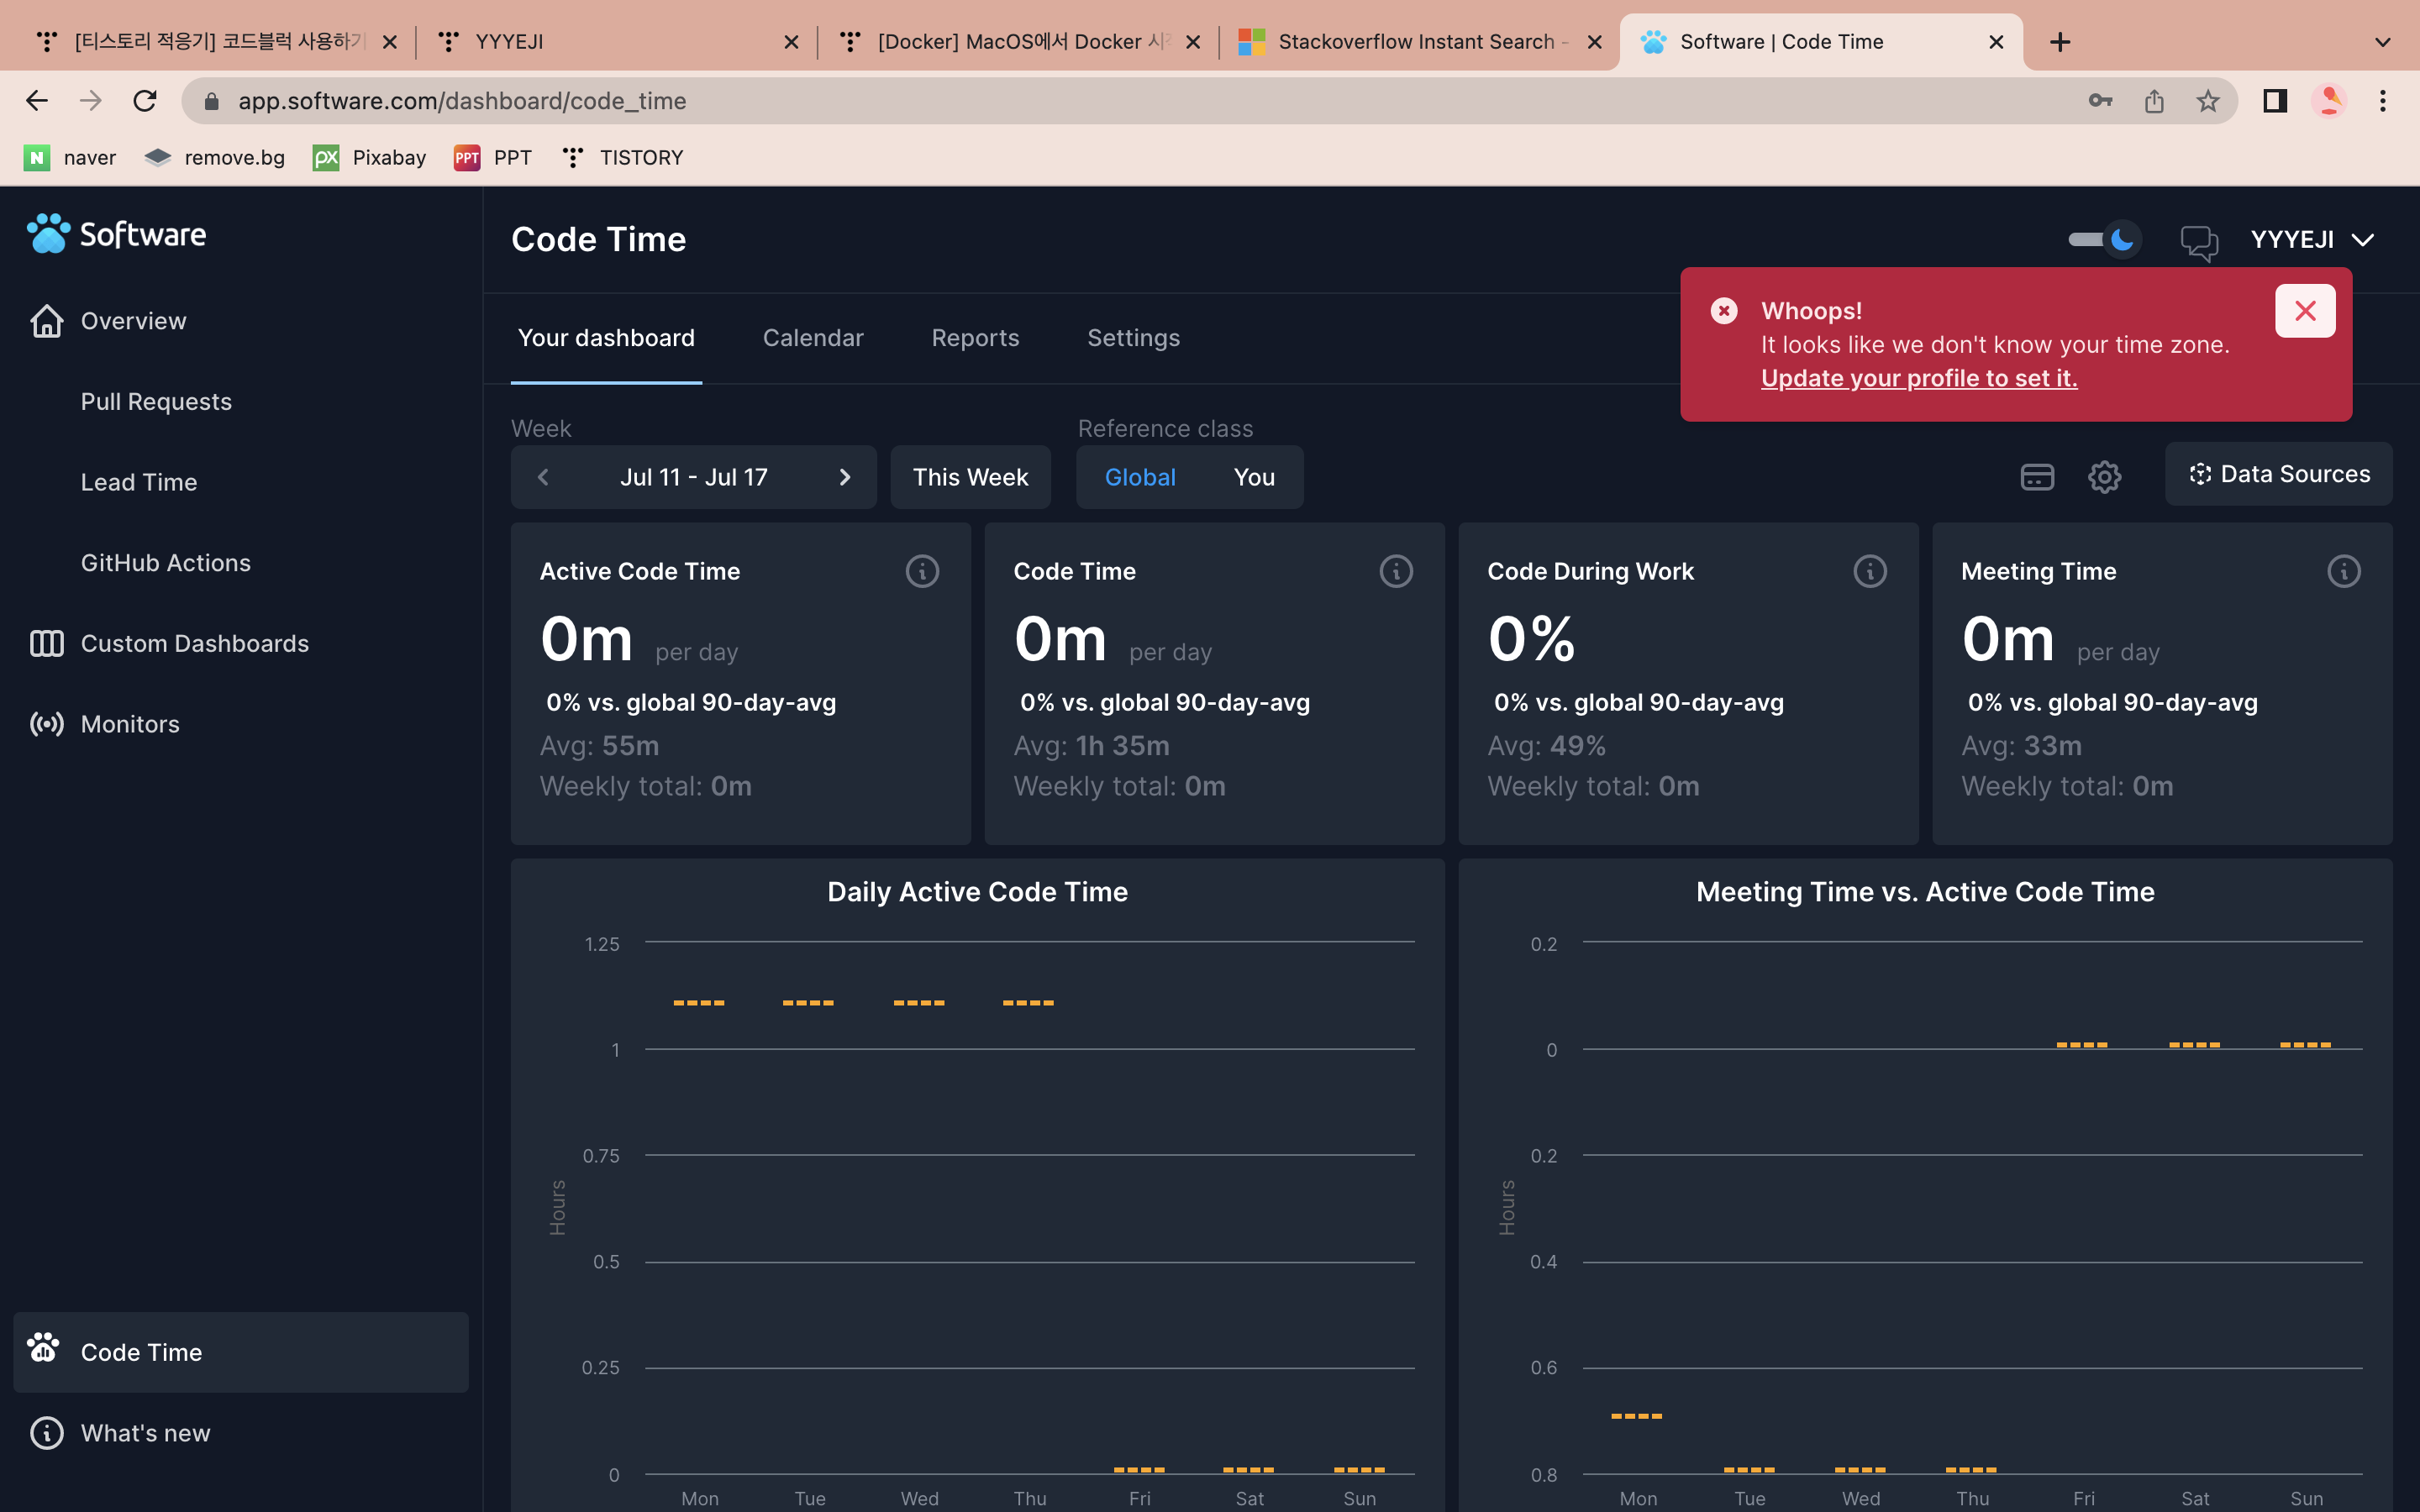 [티스토리 적응기] 코드블럭 사용하기
YYYEJI
[Docker] MacOS에서 Docker 시
Stackoverflow Instant Search -
Software | Code Time
app.software.com/dashboard/code_time
naver
remove.bg
Pixabay
PPT
TISTORY
Software
Overview
Pull Requests
Lead Time
GitHub Actions
Custom Dashboards
Monitors
Code Time
What's new
Code Time
YYYEJI
Whoops!
It looks like we don't know your time zone.
Update your profile to set it.
Your dashboard
Calendar
Reports
Settings
Week
Jul 11 - Jul 17
This Week
Reference class
Global
You
Data Sources
Active Code Time
0m per day
0% vs. global 90-day-avg
Avg: 55m
Weekly total: 0m
Code Time
0m per day
0% vs. global 90-day-avg
Avg: 1h 35m
Weekly total: 0m
Code During Work
0%
0% vs. global 90-day-avg
Avg: 49%
Weekly total: 0m
Meeting Time
0m per day
0% vs. global 90-day-avg
Avg: 33m
Weekly total: 0m
Daily Active Code Time
1.25
1
0.75
0.5
0.25
0
Hours
Mon Tue Wed Thu Fri Sat Sun
Meeting Time vs. Active Code Time
0.2
0
0.2
0.4
0.6
0.8
Hours
Mon Tue Wed Thu Fri Sat Sun